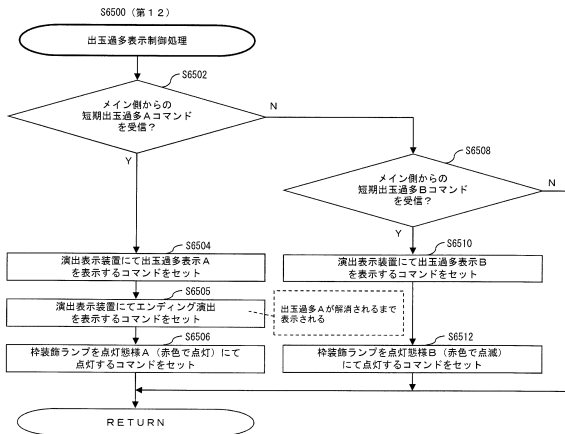 S6500（第１２）
出玉過多表示制御処理
S6502
メイン側からの
短期出玉過多Ａコマンド
を受信？
N
Y
S6508
メイン側からの
短期出玉過多Ｂコマンド
を受信？
N
Y
S6504
演出表示装置にて出玉過多表示Ａ
を表示するコマンドをセット
S6505
演出表示装置にてエンディング演出
を表示するコマンドをセット
出玉過多Ａが解消されるまで
表示される
S6506
枠装飾ランプを点灯態様Ａ（赤色で点灯）にて
点灯するコマンドをセット
S6510
演出表示装置にて出玉過多表示Ｂ
を表示するコマンドをセット
S6512
枠装飾ランプを点灯態様Ｂ（赤色で点滅）
にて点灯するコマンドをセット
ＲＥＴＵＲＮ